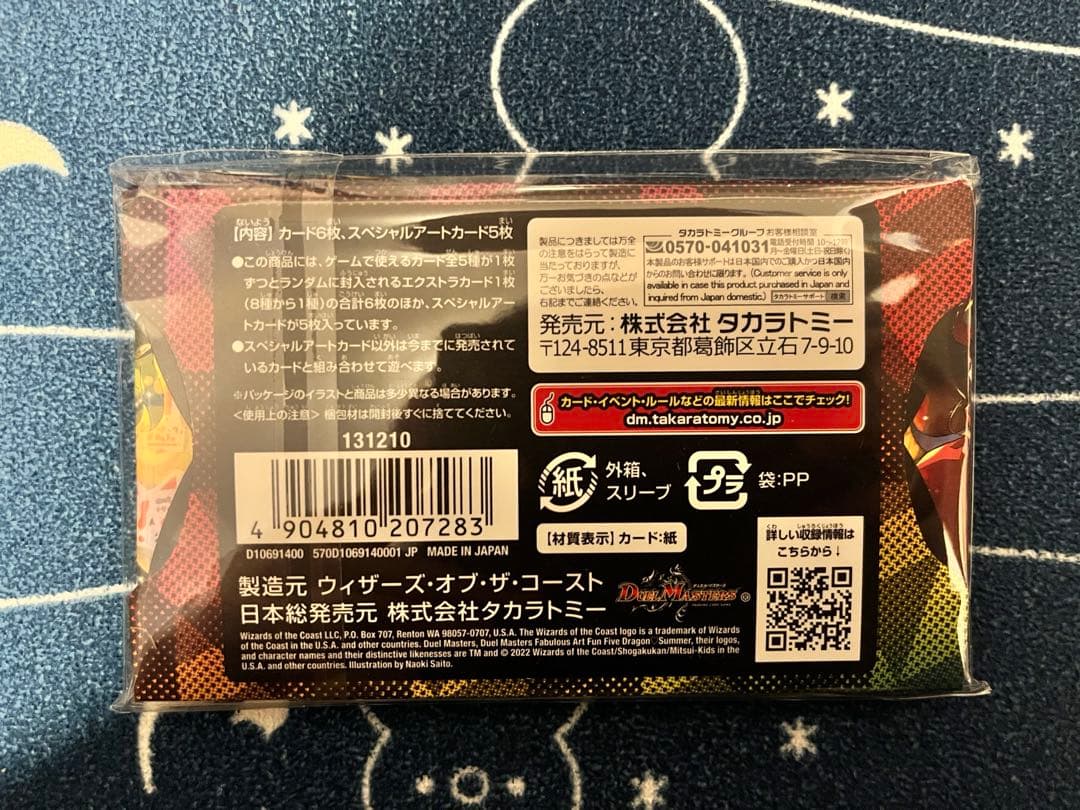 【内容】カード6枚、スペシャルアートカード5枚
●この商品には、ゲームで使えるカード全5種が1枚
ずつとランダムに封入されるエクストラカード1枚
(8種から1種)の合計6枚のほか、スペシャルアー
トカードが5枚入っています。
●スペシャルアートカード以外は今までに発売されて
いるカードと組み合わせて遊べます。
※パッケージのイラストと商品は多少異なる場合があります。
<使用上の注意> 梱包材は開封後すぐに捨ててください。
131210
4 904810 207283
D10691400 570D1069140001 JP MADE IN JAPAN
製品につきましては万全
の注意をはらって製造に
当たっておりますが、
万一お気づきの点などが
ございましたら、
右記までご連絡ください。
タカラトミーグループ お客様相談室
0570-041031
電話受付時間 10〜17時
月〜金曜日(土・日・祝日除く)
本製品のお客様サポートは日本国内でのご購入かつ日本国内
からのお問い合わせに限ります。(Customer service is only
available in case this product purchased in Japan and
inquired from Japan domestic.)
タカラトミーサポート 検索
発売元:株式会社 タカラトミー
〒124-8511 東京都葛飾区立石7-9-10
カード・イベント・ルールなどの最新情報はここでチェック!
dm.takaratomy.co.jp
紙 外箱、
スリーブ
プラ 袋:PP
【材質表示】カード:紙
詳しい収録情報は
こちらから↓
製造元 ウィザーズ・オブ・ザ・コースト
日本総発売元 株式会社タカラトミー
DUEL MASTERS ®
Wizards of the Coast LLC, P.O. Box 707, Renton WA 98057-0707, U.S.A. The Wizards of the Coast logo is a trademark of Wizards
of the Coast in the U.S.A. and other countries. Duel Masters, Duel Masters Fabulous Art Fun Five Dragon Summer, their logos,
and character names and their distinctive likenesses are TM and © 2022 Wizards of the Coast/Shogakukan/Mitsui-Kids in the
U.S.A. and other countries. Illustration by Naoki Saito.